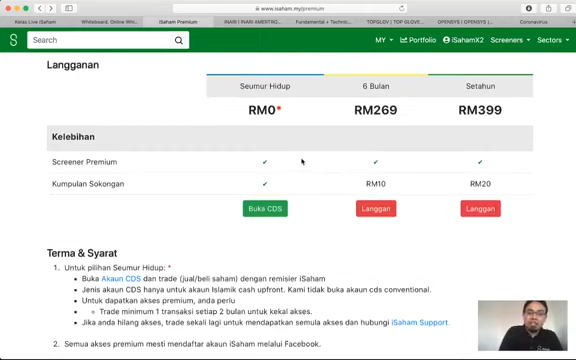 www.isaham.my/premium
Kelas Live iSaham
Whiteboard. Online Whi...
iSaham Premium
INARI | INARI AMERTRO...
Fundamental + Techni...
TOPGLOV | TOP GLOVE...
OPENSYS | OPENSYS (...
Coronavirus
Search
MY
Portfolio
iSahamX2
Screeners
Sectors
Langganan
Seumur Hidup 6 Bulan Setahun
RM0* RM269 RM399
Kelebihan
Screener Premium ✓ ✓ ✓
Kumpulan Sokongan ✓ RM10 RM20
Buka CDS Langgan Langgan
Terma & Syarat
1. Untuk pilihan Seumur Hidup: *
Buka Akaun CDS dan trade (jual/beli saham) dengan remisier iSaham
Jenis akaun CDS hanya untuk akaun Islamik cash upfront. Kami tidak buka akaun cds conventional.
Untuk dapatkan akses premium, anda perlu
Trade minimum 1 transaksi setiap 2 bulan untuk kekal akses.
Jika anda hilang akses, trade sekali lagi untuk mendapatkan semula akses dan hubungi iSaham Support.
2. Semua akses premium mesti mendaftar akaun iSaham melalui Facebook.